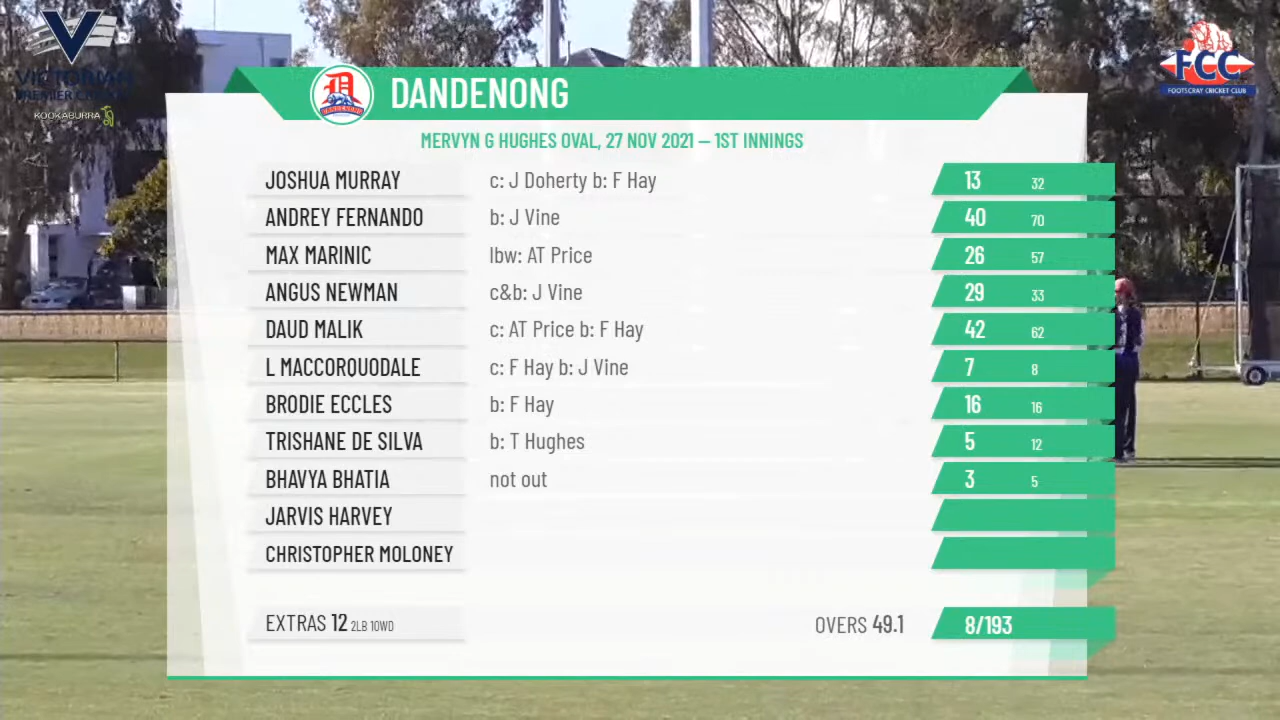 VICTORIAN
PREMIER CRICKET
KOOKABURRA
FCC
FOOTSCRAY CRICKET CLUB
D
DANDENONG
DANDENONG
MERVYN G HUGHES OVAL, 27 NOV 2021 – 1ST INNINGS
JOSHUA MURRAY c: J Doherty b: F Hay 13 32
ANDREY FERNANDO b: J Vine 40 70
MAX MARINIC lbw: AT Price 26 57
ANGUS NEWMAN c&b: J Vine 29 33
DAUD MALIK c: AT Price b: F Hay 42 62
L MACCORQUODALE c: F Hay b: J Vine 7 8
BRODIE ECCLES b: F Hay 16 16
TRISHANE DE SILVA b: T Hughes 5 12
BHAVYA BHATIA not out 3 5
JARVIS HARVEY
CHRISTOPHER MOLONEY
EXTRAS 12 2LB 10WD OVERS 49.1 8/193